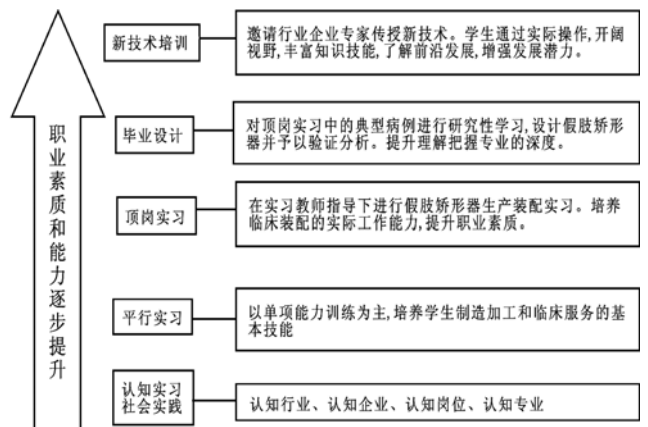 新技术培训
邀请行业企业专家传授新技术。学生通过实际操作,开阔
视野,丰富知识技能,了解前沿发展,增强发展潜力。
毕业设计
对顶岗实习中的典型病例进行研究性学习,设计假肢矫形
器并予以验证分析。提升理解把握专业的深度。
顶岗实习
在实习教师指导下进行假肢矫形器生产装配实习。培养
临床装配的实际工作能力,提升职业素质。
平行实习
以单项能力训练为主,培养学生制造加工和临床服务的基
本技能
认知实习
社会实践
认知行业、认知企业、认知岗位、认知专业
职业素质和能力逐步提升